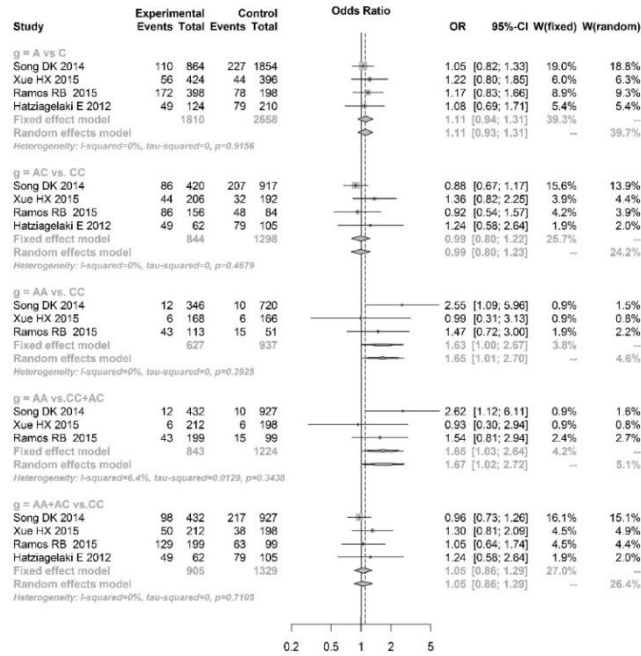 Experimental Control Odds Ratio
Study Events Total Events Total OR 95%-CI W(fixed) W(random)
g = A vs C
Song DK 2014 110 864 227 1854 1.05 [0.82; 1.33] 19.0% 18.8%
Xue HX 2015 56 424 44 396 1.22 [0.80; 1.85] 6.0% 6.3%
Ramos RB 2015 172 398 78 198 1.17 [0.83; 1.66] 8.9% 9.3%
Hatziagelaki E 2012 49 124 79 210 1.08 [0.69; 1.71] 5.4% 5.4%
Fixed effect model 1810 2658 1.11 [0.94; 1.31] 39.3% --
Random effects model 1.11 [0.93; 1.31] -- 39.7%
Heterogeneity: I-squared=0%, tau-squared=0, p=0.9156
g = AC vs. CC
Song DK 2014 86 420 207 917 0.88 [0.67; 1.17] 15.6% 13.9%
Xue HX 2015 44 206 32 192 1.36 [0.82; 2.25] 3.9% 4.4%
Ramos RB 2015 86 156 48 84 0.92 [0.54; 1.57] 4.2% 3.9%
Hatziagelaki E 2012 49 62 79 105 1.24 [0.58; 2.64] 1.9% 2.0%
Fixed effect model 844 1298 0.99 [0.80; 1.22] 25.7% --
Random effects model 0.99 [0.80; 1.23] -- 24.2%
Heterogeneity: I-squared=0%, tau-squared=0, p=0.4679
g = AA vs. CC
Song DK 2014 12 346 10 720 2.55 [1.09; 5.96] 0.9% 1.5%
Xue HX 2015 6 168 6 166 0.99 [0.31; 3.13] 0.9% 0.8%
Ramos RB 2015 43 113 15 51 1.47 [0.72; 3.00] 1.9% 2.2%
Fixed effect model 627 937 1.63 [1.00; 2.67] 3.8% --
Random effects model 1.65 [1.01; 2.70] -- 4.6%
Heterogeneity: I-squared=0%, tau-squared=0, p=0.3925
g = AA vs.CC+AC
Song DK 2014 12 432 10 927 2.62 [1.12; 6.11] 0.9% 1.6%
Xue HX 2015 6 212 6 198 0.93 [0.30; 2.94] 0.9% 0.8%
Ramos RB 2015 43 199 15 99 1.54 [0.81; 2.94] 2.4% 2.7%
Fixed effect model 843 1224 1.65 [1.03; 2.64] 4.2% --
Random effects model 1.67 [1.02; 2.72] -- 5.1%
Heterogeneity: I-squared=6.4%, tau-squared=0.0129, p=0.3438
g = AA+AC vs.CC
Song DK 2014 98 432 217 927 0.96 [0.73; 1.26] 16.1% 15.1%
Xue HX 2015 50 212 38 198 1.30 [0.81; 2.09] 4.5% 4.9%
Ramos RB 2015 129 199 63 99 1.05 [0.64; 1.74] 4.5% 4.4%
Hatziagelaki E 2012 49 62 79 105 1.24 [0.58; 2.64] 1.9% 2.0%
Fixed effect model 905 1329 1.05 [0.86; 1.29] 27.0% --
Random effects model 1.05 [0.86; 1.29] -- 26.4%
Heterogeneity: I-squared=0%, tau-squared=0, p=0.7105
0.2 0.5 1 2 5